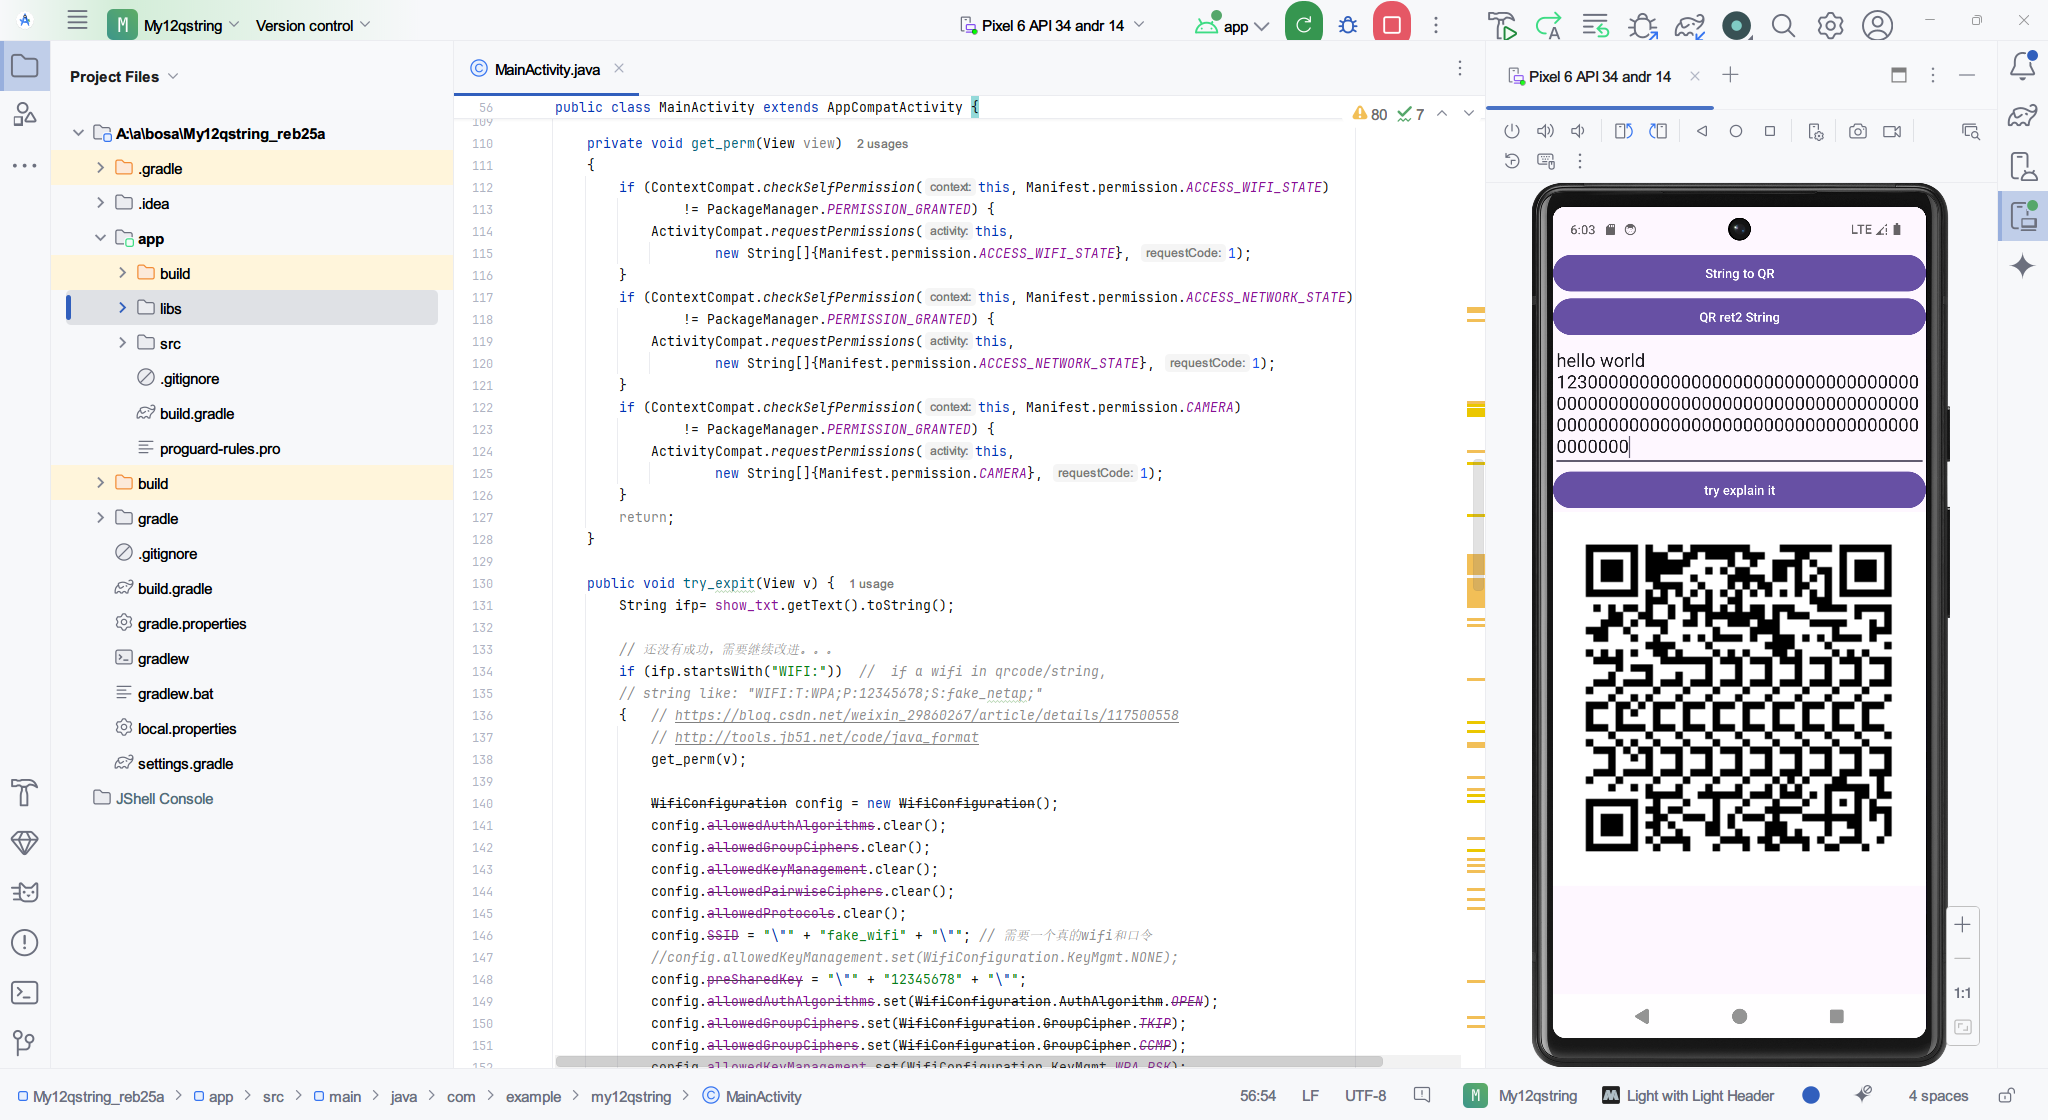 M My12qstring Version control Pixel 6 API 34 andr 14 app
Project Files
A:\a\bosa\My12qstring_reb25a
.gradle
.idea
app
build
libs
src
.gitignore
build.gradle
proguard-rules.pro
build
gradle
.gitignore
build.gradle
gradle.properties
gradlew
gradlew.bat
local.properties
settings.gradle
JShell Console
MainActivity.java
56 public class MainActivity extends AppCompatActivity {
80 7
109
110 private void get_perm(View view) 2 usages
111 {
112 if (ContextCompat.checkSelfPermission( context: this, Manifest.permission.ACCESS_WIFI_STATE)
113 != PackageManager.PERMISSION_GRANTED) {
114 ActivityCompat.requestPermissions( activity: this,
115 new String[]{Manifest.permission.ACCESS_WIFI_STATE}, requestCode: 1);
116 }
117 if (ContextCompat.checkSelfPermission( context: this, Manifest.permission.ACCESS_NETWORK_STATE)
118 != PackageManager.PERMISSION_GRANTED) {
119 ActivityCompat.requestPermissions( activity: this,
120 new String[]{Manifest.permission.ACCESS_NETWORK_STATE}, requestCode: 1);
121 }
122 if (ContextCompat.checkSelfPermission( context: this, Manifest.permission.CAMERA)
123 != PackageManager.PERMISSION_GRANTED) {
124 ActivityCompat.requestPermissions( activity: this,
125 new String[]{Manifest.permission.CAMERA}, requestCode: 1);
126 }
127 return;
128 }
129
130 public void try_expit(View v) { 1 usage
131 String ifp= show_txt.getText().toString();
132
133 // 还没有成功，需要继续改进。。。
134 if (ifp.startsWith("WIFI:")) // if a wifi in qrcode/string,
135 // string like: "WIFI:T:WPA;P:12345678;S:fake_netap;"
136 { // https://blog.csdn.net/weixin_29860267/article/details/117500558
137 // http://tools.jb51.net/code/java_format
138 get_perm(v);
139
140 WifiConfiguration config = new WifiConfiguration();
141 config.allowedAuthAlgorithms.clear();
142 config.allowedGroupCiphers.clear();
143 config.allowedKeyManagement.clear();
144 config.allowedPairwiseCiphers.clear();
145 config.allowedProtocols.clear();
146 config.SSID = "\"" + "fake_wifi" + "\""; // 需要一个真的wifi和口令
147 //config.allowedKeyManagement.set(WifiConfiguration.KeyMgmt.NONE);
148 config.preSharedKey = "\"" + "12345678" + "\"";
149 config.allowedAuthAlgorithms.set(WifiConfiguration.AuthAlgorithm.OPEN);
150 config.allowedGroupCiphers.set(WifiConfiguration.GroupCipher.TKIP);
151 config.allowedGroupCiphers.set(WifiConfiguration.GroupCipher.CCMP);
152 config.allowedKeyManagement.set(WifiConfiguration.KeyMgmt.WPA_PSK);
Pixel 6 API 34 andr 14
6:03 LTE
String to QR
QR ret2 String
hello world
12300000000000000000000000000000000
00000000000000000000000000000000000
00000000000000000000000000000000000
0000000
try explain it
1:1
My12qstring_reb25a app src main java com example my12qstring MainActivity
56:54 LF UTF-8 M My12qstring Light with Light Header 4 spaces